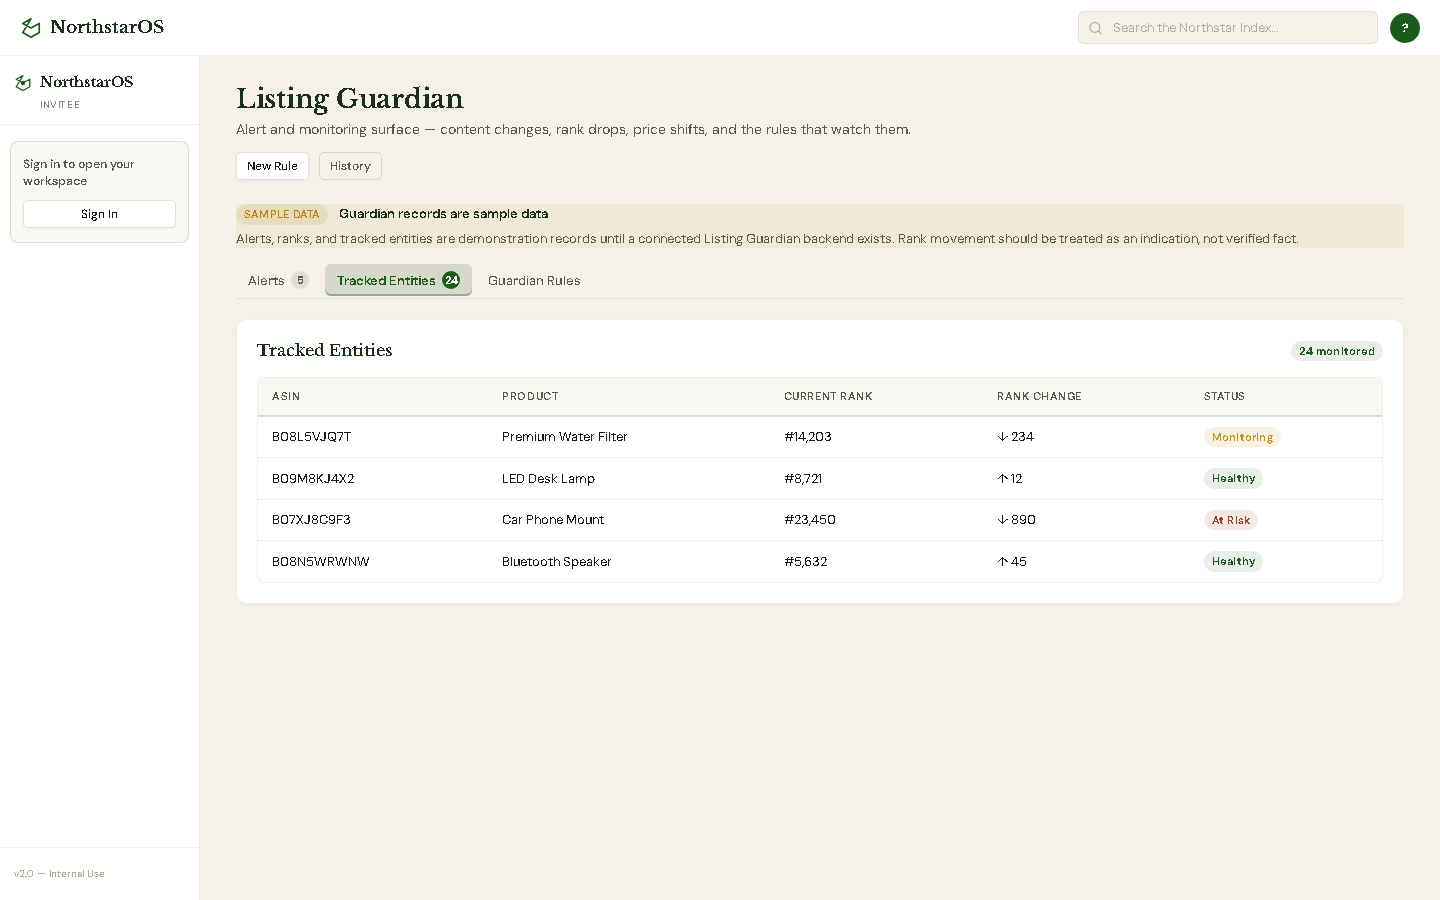 NorthstarOS
Search the Northstar Index...
?
NorthstarOS
INVITEE
Sign in to open your
workspace
Sign In
v2.0 — Internal Use
Listing Guardian
Alert and monitoring surface — content changes, rank drops, price shifts, and the rules that watch them.
New Rule
History
SAMPLE DATA Guardian records are sample data
Alerts, ranks, and tracked entities are demonstration records until a connected Listing Guardian backend exists. Rank movement should be treated as an indication, not verified fact.
Alerts 5 Tracked Entities 24 Guardian Rules
Tracked Entities 24 monitored
ASIN PRODUCT CURRENT RANK RANK CHANGE STATUS
B08L5VJQ7T Premium Water Filter #14,203 ↓ 234 Monitoring
B09M8KJ4X2 LED Desk Lamp #8,721 ↑ 12 Healthy
B07XJ8C9F3 Car Phone Mount #23,450 ↓ 890 At Risk
B08N5WRWNW Bluetooth Speaker #5,632 ↑ 45 Healthy